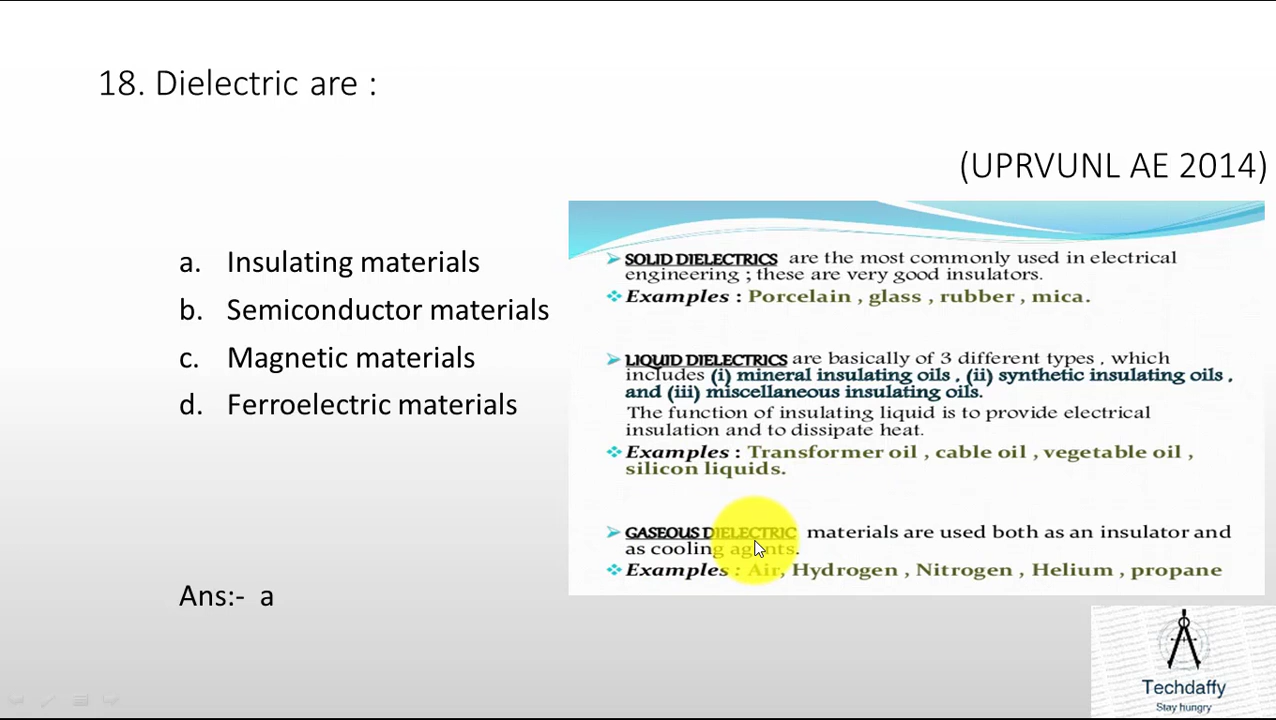 18. Dielectric are :
(UPRVUNL AE 2014)
a. Insulating materials
b. Semiconductor materials
c. Magnetic materials
d. Ferroelectric materials
Ans:- a
SOLID DIELECTRICS are the most commonly used in electrical
engineering ; these are very good insulators.
Examples : Porcelain , glass , rubber , mica.
LIQUID DIELECTRICS are basically of 3 different types , which
includes (i) mineral insulating oils , (ii) synthetic insulating oils ,
and (iii) miscellaneous insulating oils.
The function of insulating liquid is to provide electrical
insulation and to dissipate heat.
Examples : Transformer oil , cable oil , vegetable oil ,
silicon liquids.
GASEOUS DIELECTRIC materials are used both as an insulator and
as cooling agents.
Examples : Air, Hydrogen , Nitrogen , Helium , propane
Techdaffy
Stay hungry